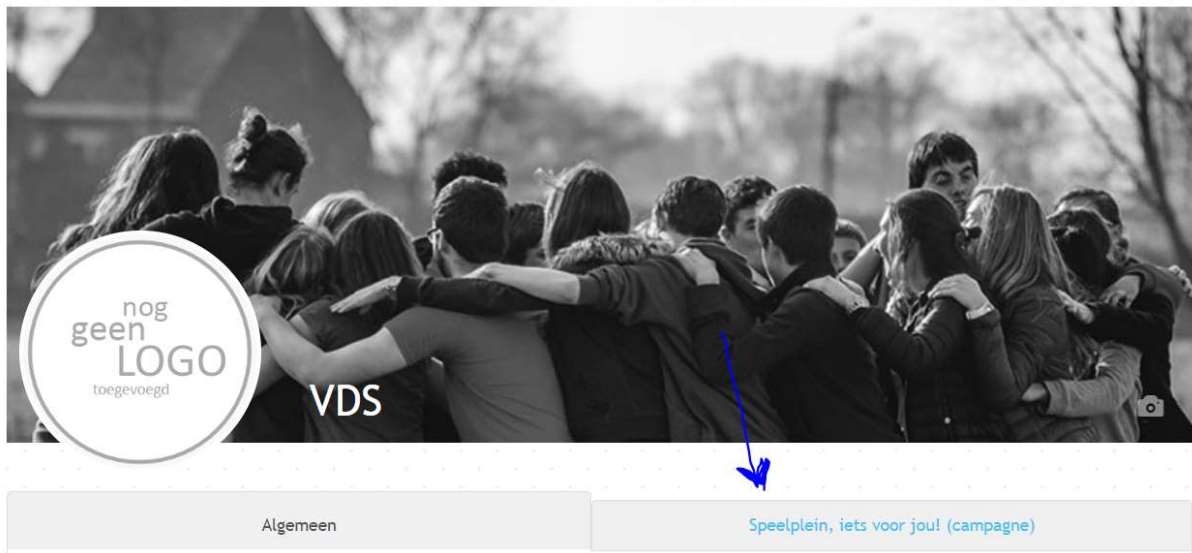 nog
geen
LOGO
toegevoegd
VDS
Algemeen
Speelplein, iets voor jou! (campagne)